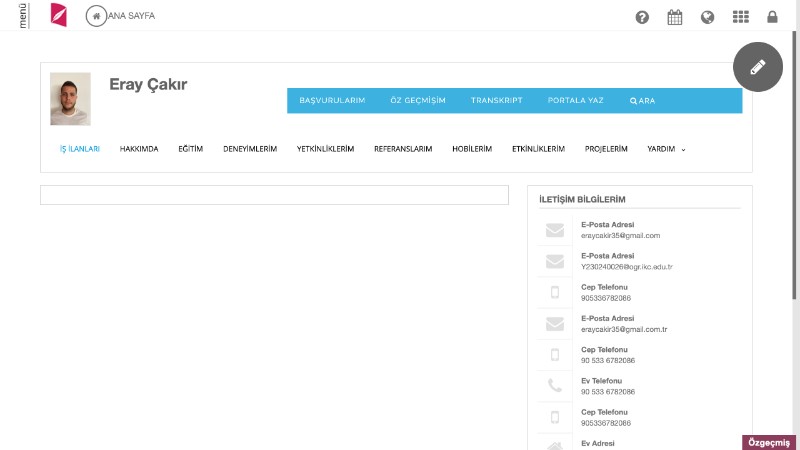 menü
ANA SAYFA
Eray Çakır
BAŞVURULARIM ÖZ GEÇMİŞİM TRANSKRIPT PORTALA YAZ ARA
İŞ İLANLARI HAKKIMDA EĞİTİM DENEYİMLERİM YETKİNLİKLERİM REFERANSLARIM HOBİLERİM ETKİNLİKLERİM PROJELERİM YARDIM
İLETİŞİM BİLGİLERİM
E-Posta Adresi
eraycakir35@gmail.com
E-Posta Adresi
Y230240026@ogr.ikc.edu.tr
Cep Telefonu
905336782086
E-Posta Adresi
eraycakir35@gmail.com.tr
Cep Telefonu
90 533 6782086
Ev Telefonu
90 533 6782086
Cep Telefonu
905336782086
Ev Adresi
Özgeçmiş